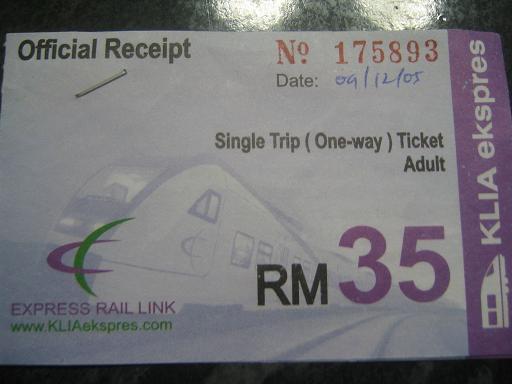 Official Receipt
Nº 175893
Date: 09/12/05
Single Trip ( One-way ) Ticket
Adult
RM 35
EXPRESS RAIL LINK
www.KLIAekspres.com
KLIA ekspres